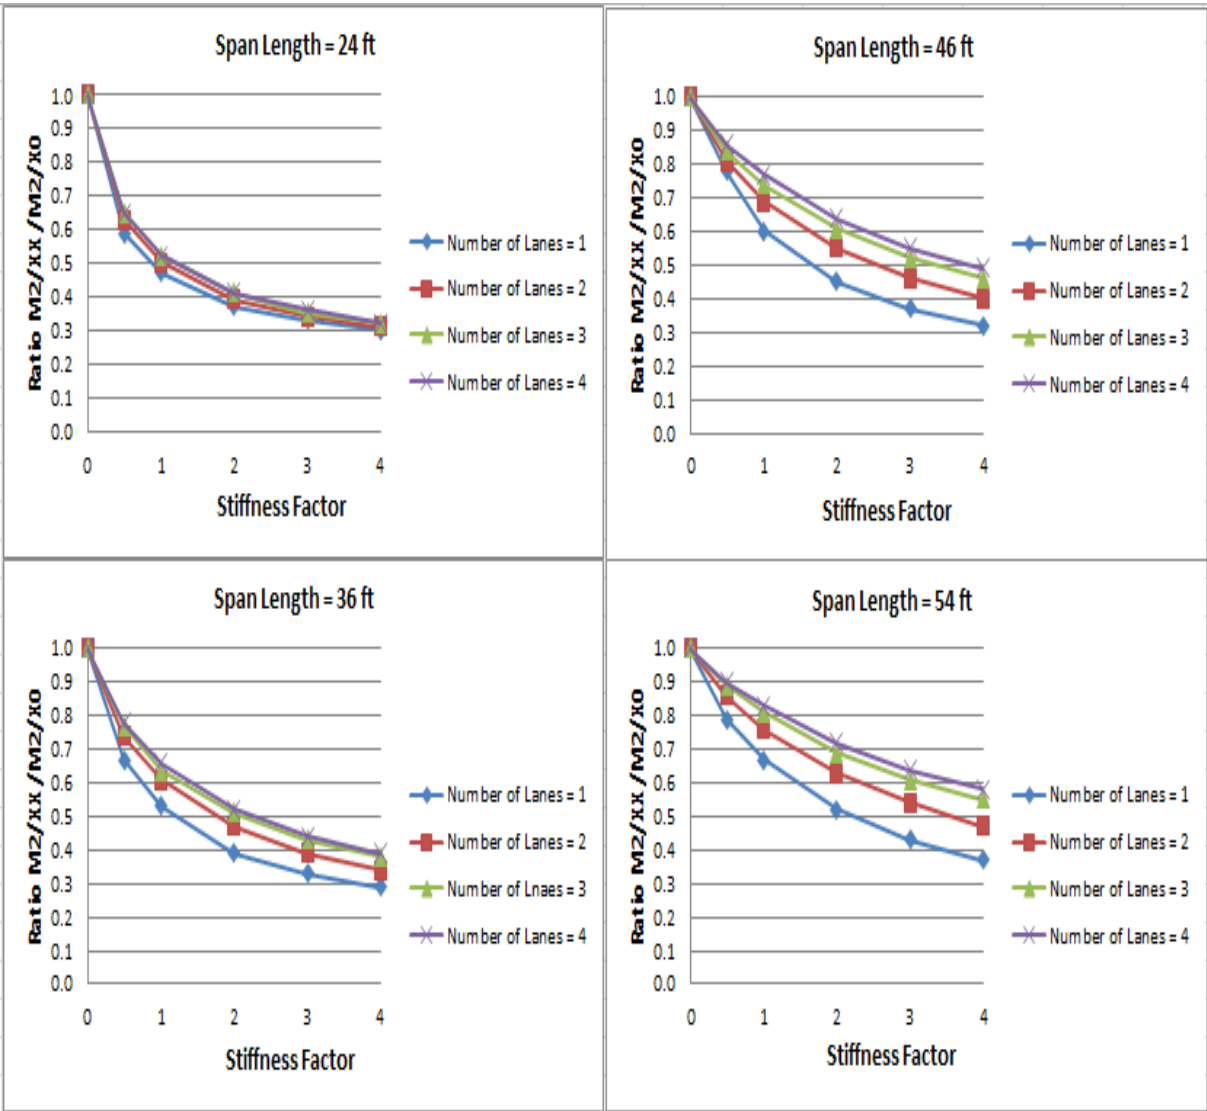 Span Length = 24 ft
Ratio M2/XX /M2/X0
1.0
0.9
0.8
0.7
0.6
0.5
0.4
0.3
0.2
0.1
0.0
0 1 2 3 4
Stiffness Factor
Number of Lanes = 1
Number of Lanes = 2
Number of Lanes = 3
Number of Lanes = 4
Span Length = 46 ft
Ratio M2/XX /M2/X0
1.0
0.9
0.8
0.7
0.6
0.5
0.4
0.3
0.2
0.1
0.0
0 1 2 3 4
Stiffness Factor
Number of Lanes = 1
Number of Lanes = 2
Number of Lanes = 3
Number of Lanes = 4
Span Length = 36 ft
Ratio M2/XX /M2/X0
1.0
0.9
0.8
0.7
0.6
0.5
0.4
0.3
0.2
0.1
0.0
0 1 2 3 4
Stiffness Factor
Number of Lanes = 1
Number of Lanes = 2
Number of Lnaes = 3
Number of Lanes = 4
Span Length = 54 ft
Ratio M2/XX /M2/X0
1.0
0.9
0.8
0.7
0.6
0.5
0.4
0.3
0.2
0.1
0.0
0 1 2 3 4
Stiffness Factor
Number of Lanes = 1
Number of Lanes = 2
Number of Lanes = 3
Number of Lanes = 4